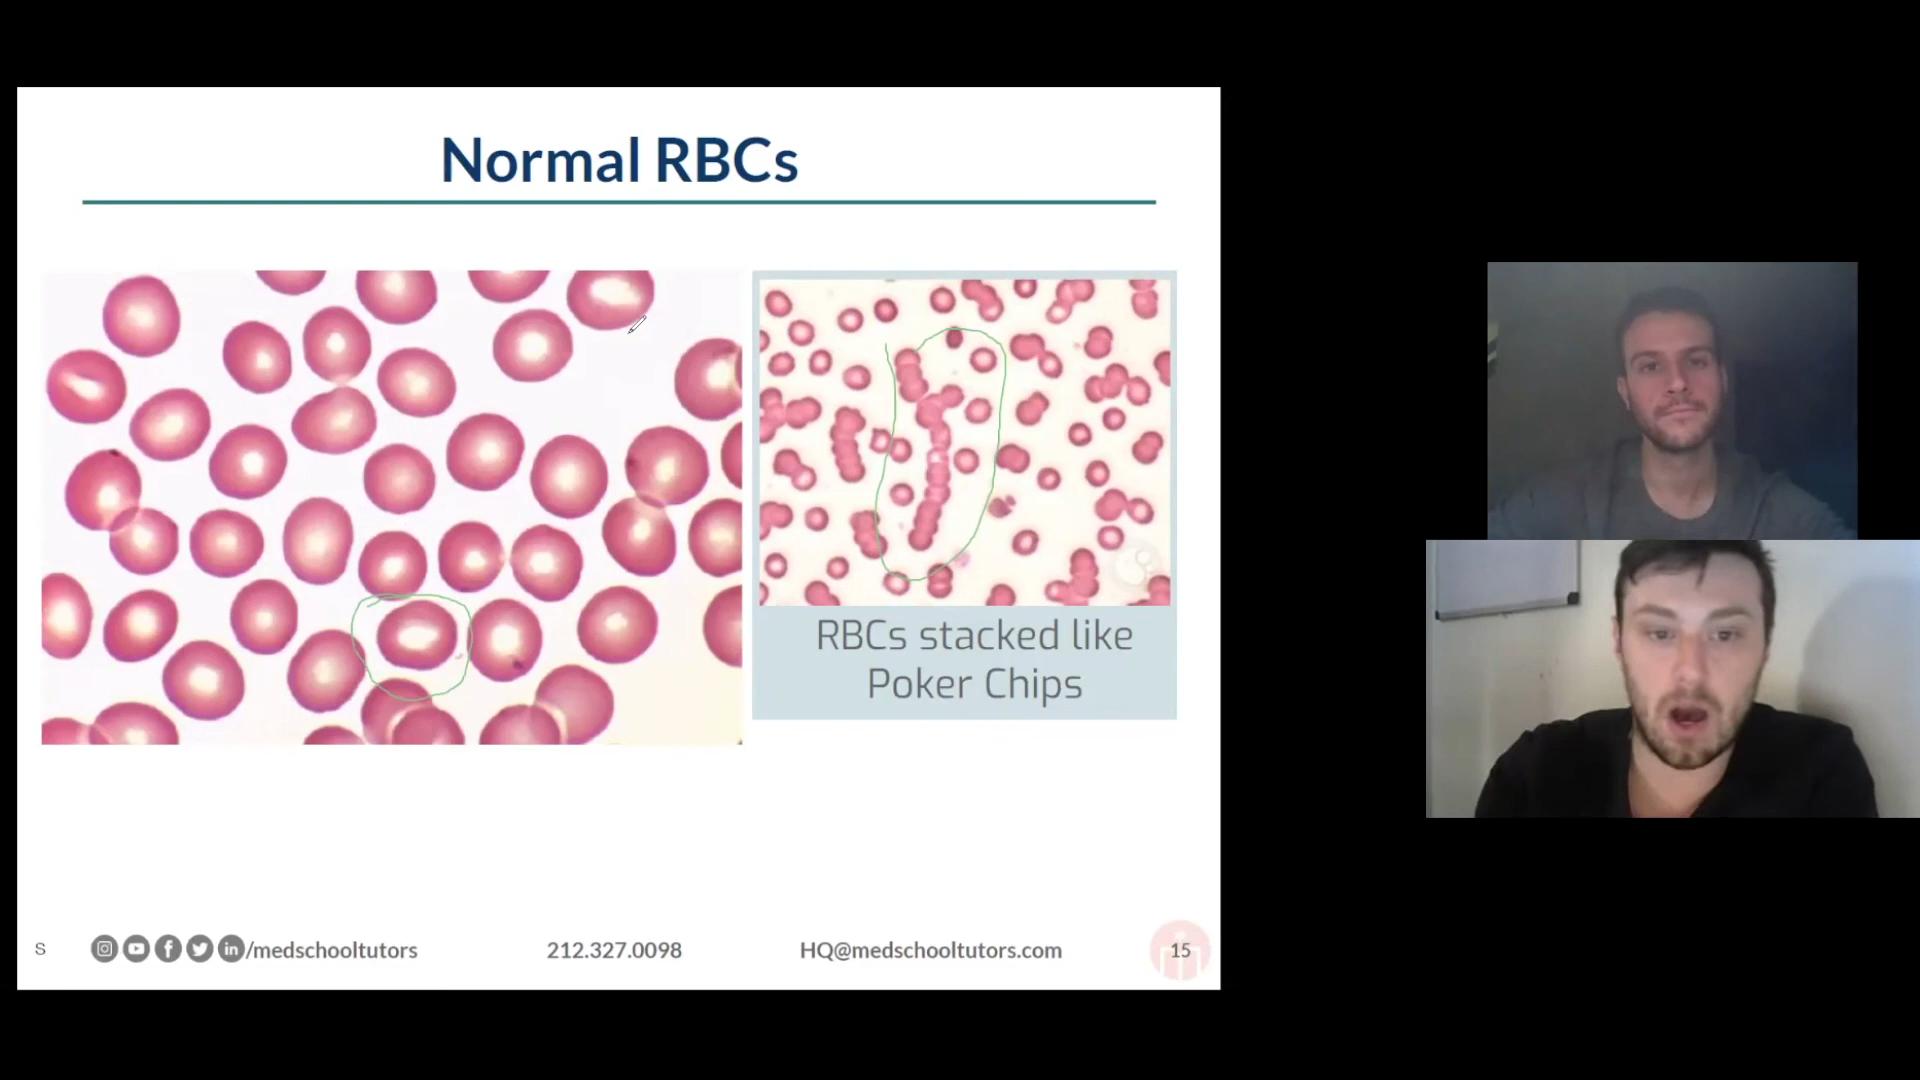 Normal RBCs
RBCs stacked like
Poker Chips
S
/medschooltutors
212.327.0098
HQ@medschooltutors.com
15